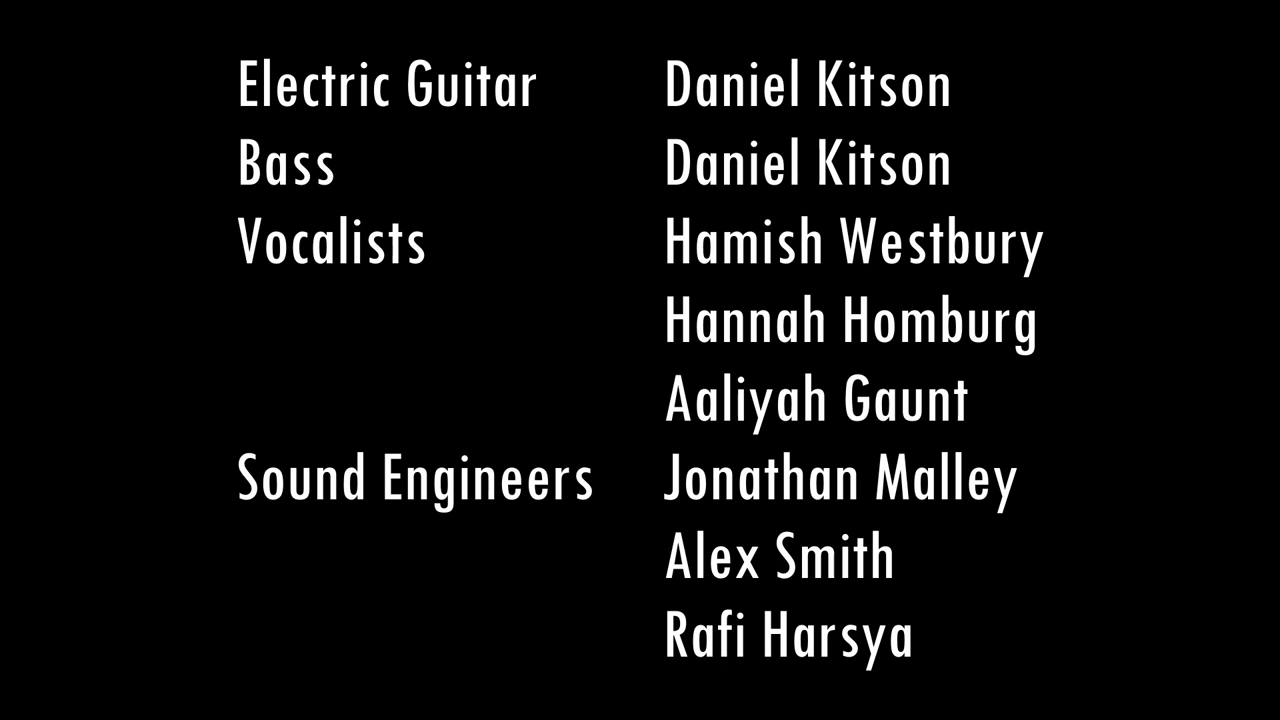 Electric Guitar Daniel Kitson
Bass Daniel Kitson
Vocalists Hamish Westbury
Hannah Homburg
Aaliyah Gaunt
Sound Engineers Jonathan Malley
Alex Smith
Rafi Harsya